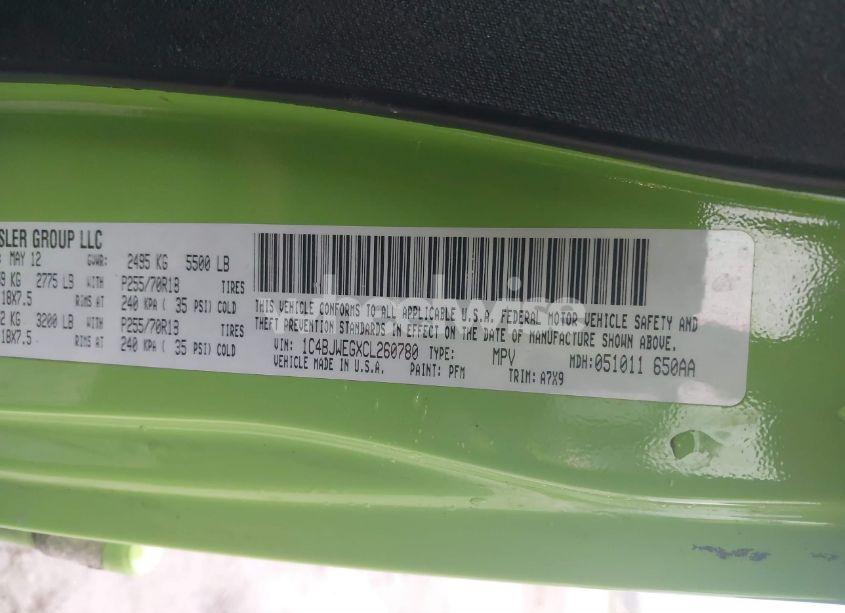 SLER GROUP LLC
MAY 12 GVWR: 2495 KG 5500 LB
9 KG 2775 LB WITH P255/70R18 TIRES
18X7.5 RIMS AT 240 KPA ( 35 PSI) COLD
2 KG 3200 LB WITH P255/70R18 TIRES
18X7.5 RIMS AT 240 KPA ( 35 PSI) COLD
THIS VEHICLE CONFORMS TO ALL APPLICABLE U.S.A. FEDERAL MOTOR VEHICLE SAFETY AND
THEFT PREVENTION STANDARDS IN EFFECT ON THE DATE OF MANUFACTURE SHOWN ABOVE.
VIN: 1C4BJWEGXCL260780 TYPE: MPV MDH:051011 650AA
VEHICLE MADE IN U.S.A. PAINT: PFM TRIM: A7X9